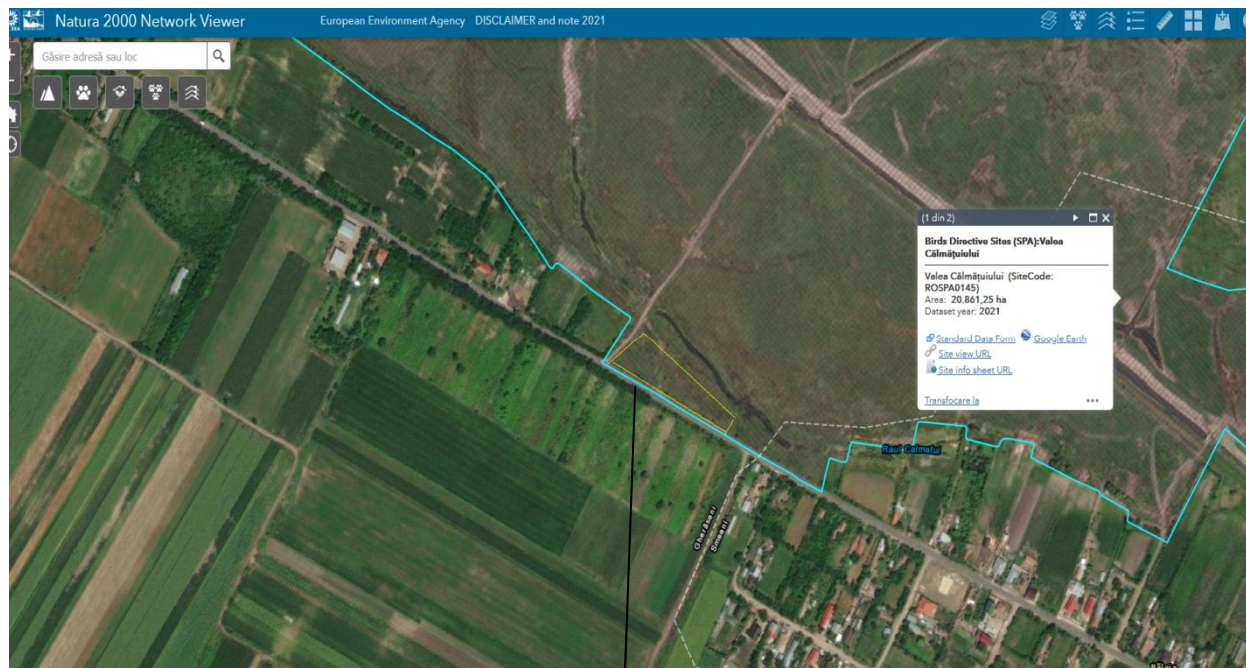 Natura 2000 Network Viewer
European Environment Agency DISCLAIMER and note 2021
Găsire adresă sau loc
(1 din 2)
Birds Directive Sites (SPA):Valea
Călmățuiului
Valea Călmățuiului (SiteCode:
ROSPA0145)
Area: 20.861,25 ha
Dataset year: 2021
Standard Data Form Google Earth
Site view URL
Site info sheet URL
Transfocare la
Raul Calmatui
Gherăseni
Smeeni